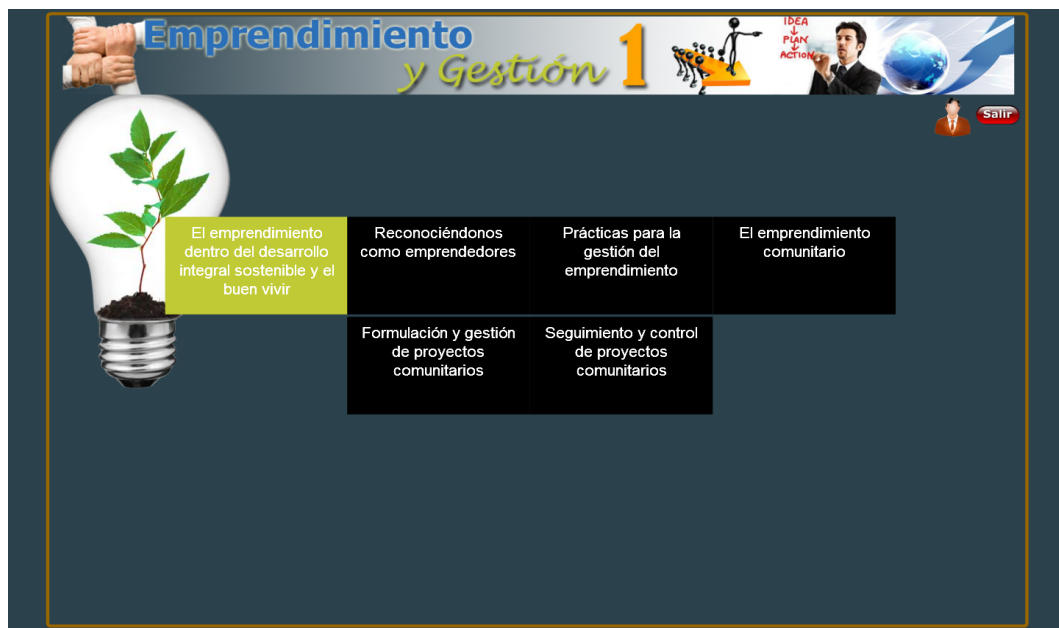 Emprendimiento
y Gestión 1
IDEA
PLAN
ACTION
Salir
El emprendimiento
dentro del desarrollo
integral sostenible y el
buen vivir
Reconociéndonos
como emprendedores
Prácticas para la
gestión del
emprendimiento
El emprendimiento
comunitario
Formulación y gestión
de proyectos
comunitarios
Seguimiento y control
de proyectos
comunitarios